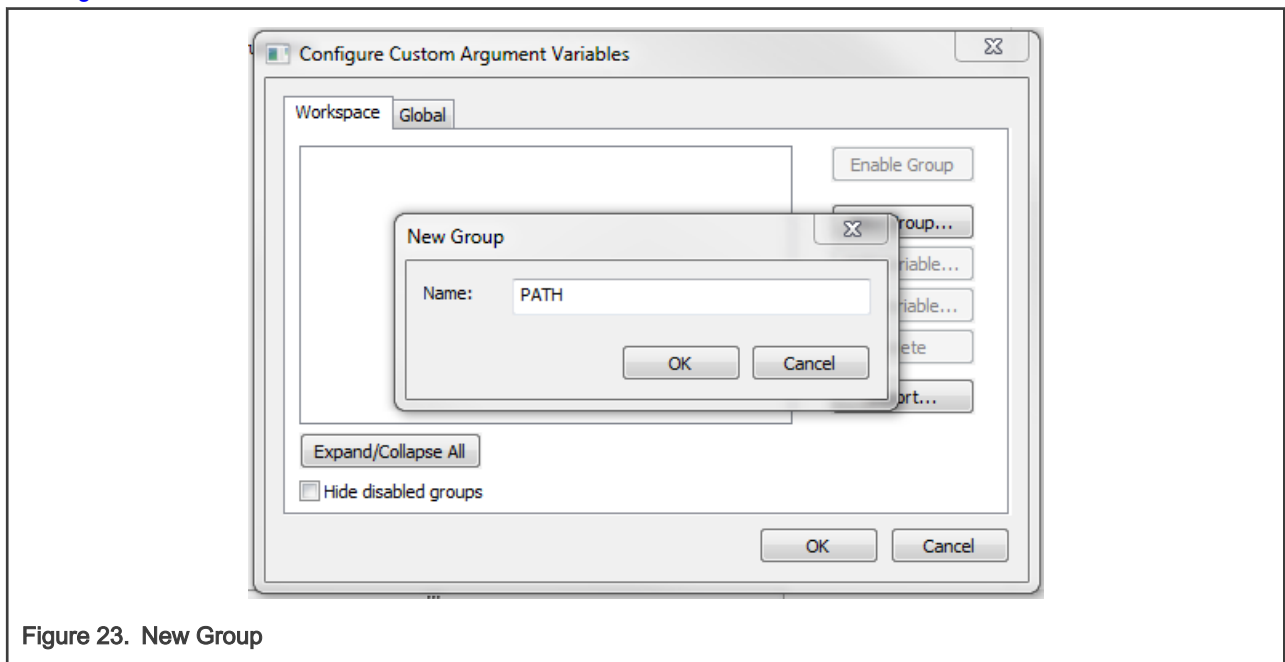 Configure Custom Argument Variables
Workspace Global
Enable Group
New Group
roup...
riable...
Name: PATH
riable...
ete
OK Cancel
ort...
Expand/Collapse All
Hide disabled groups
OK Cancel
Figure 23. New Group